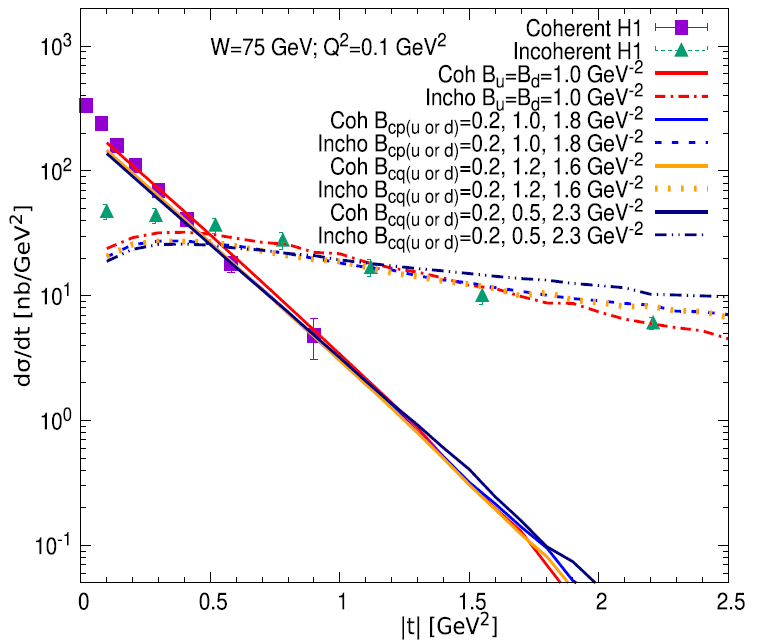 W=75 GeV; Q²=0.1 GeV²
Coherent H1
Incoherent H1
Coh B_u=B_d=1.0 GeV⁻²
Incho B_u=B_d=1.0 GeV⁻²
Coh B_cp(u or d)=0.2, 1.0, 1.8 GeV⁻²
Incho B_cp(u or d)=0.2, 1.0, 1.8 GeV⁻²
Coh B_cq(u or d)=0.2, 1.2, 1.6 GeV⁻²
Incho B_cq(u or d)=0.2, 1.2, 1.6 GeV⁻²
Coh B_cq(u or d)=0.2, 0.5, 2.3 GeV⁻²
Incho B_cq(u or d)=0.2, 0.5, 2.3 GeV⁻²
dσ/dt [nb/GeV²]
10³
10²
10¹
10⁰
10⁻¹
0 0.5 1 1.5 2 2.5
|t| [GeV²]